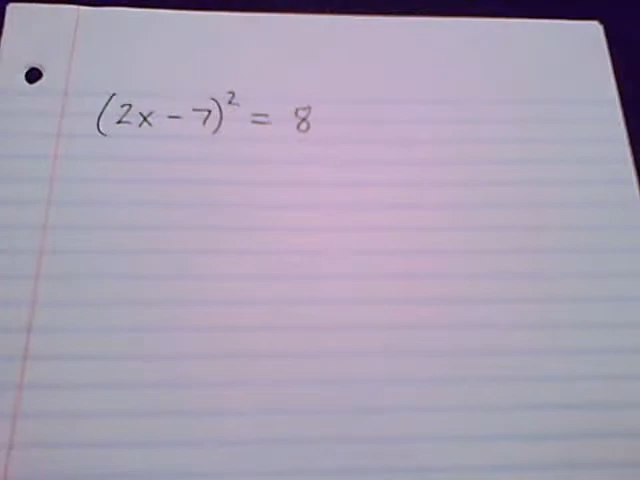 (2x - 7)² = 8